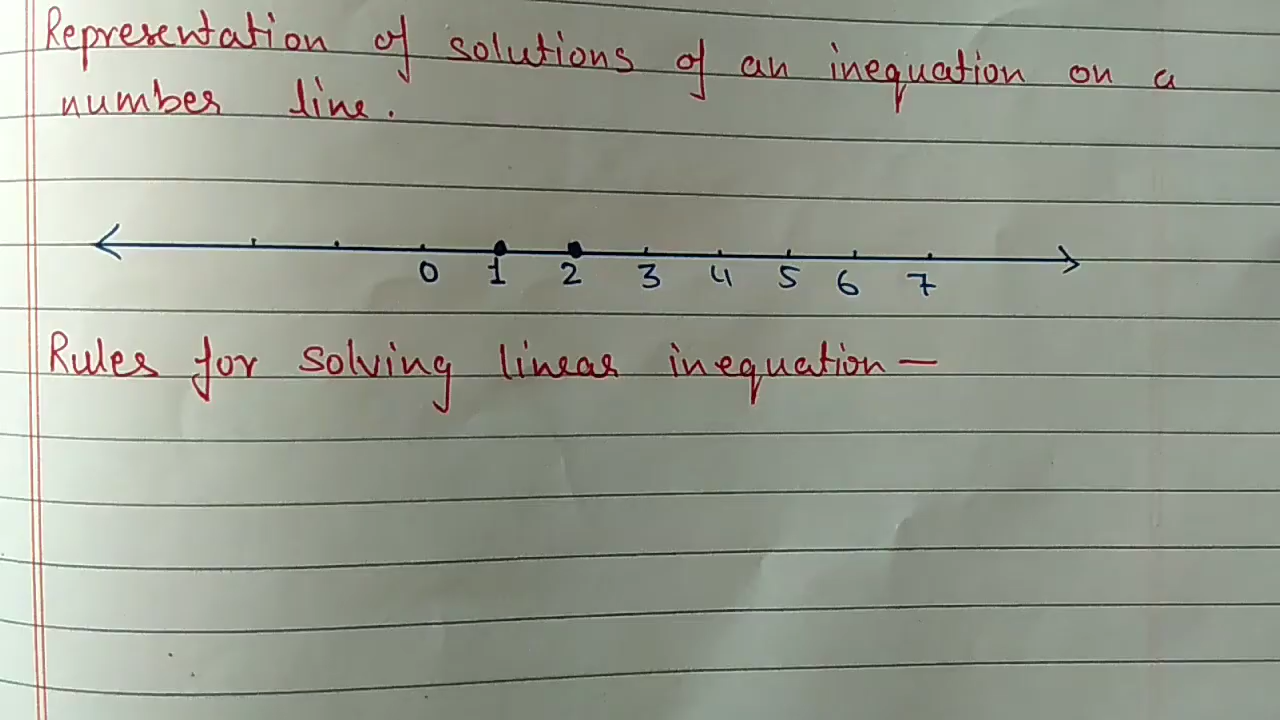 Representation of solutions of an inequation on a
number line.
0 1 2 3 4 5 6 7
Rules for solving linear inequation —